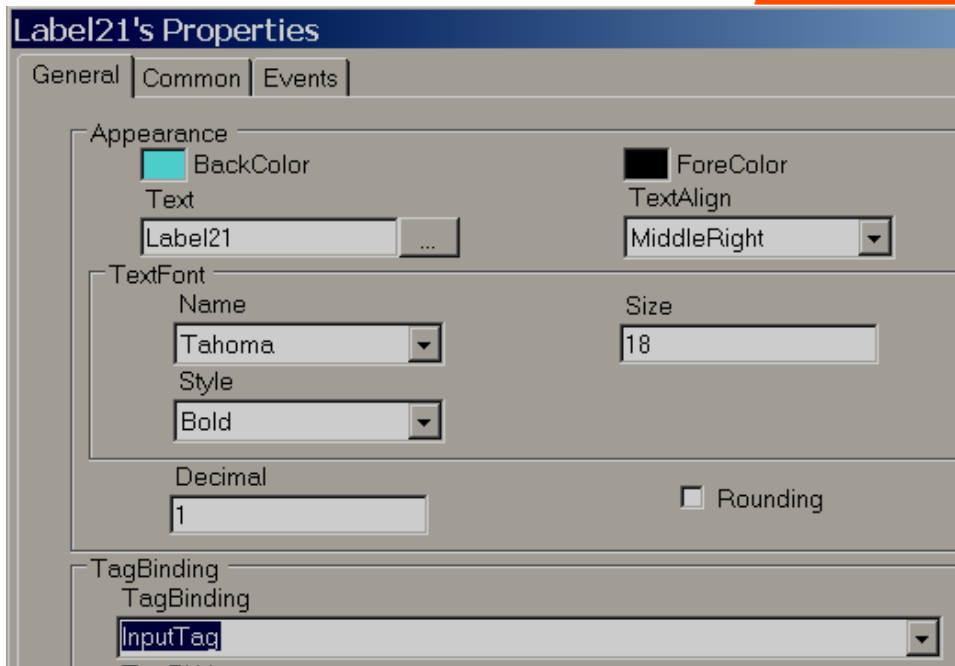 Label21's Properties
General Common Events
Appearance
BackColor ForeColor
Text TextAlign
Label21 ... MiddleRight
TextFont
Name Size
Tahoma 18
Style
Bold
Decimal
1 Rounding
TagBinding
TagBinding
InputTag